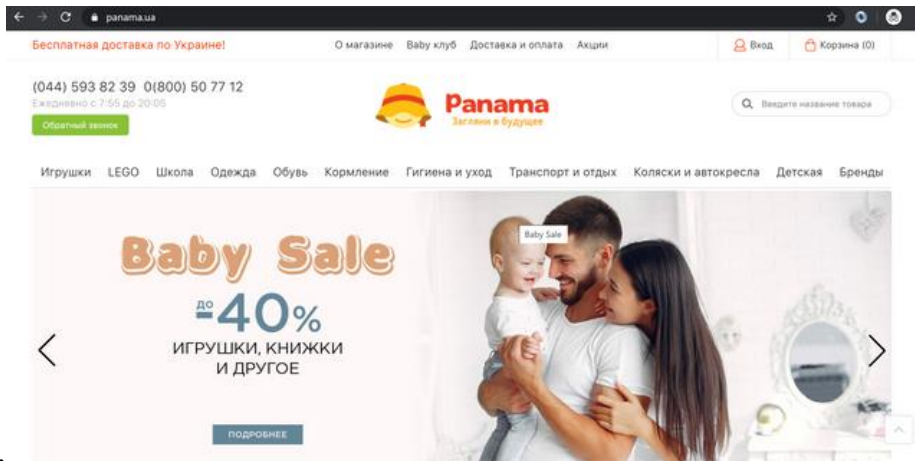 panama.ua
Бесплатная доставка по Украине!
О магазине Baby клуб Доставка и оплата Акции
Вход
Корзина (0)
(044) 593 82 39 0(800) 50 77 12
Ежедневно с 7:55 до 20:05
Обратный звонок
Panama
Загляни в будущее
Введите название товара
Игрушки LEGO Школа Одежда Обувь Кормление Гигиена и уход Транспорт и отдых Коляски и автокресла Детская Бренды
Baby Sale
Baby Sale
до -40%
ИГРУШКИ, КНИЖКИ
И ДРУГОЕ
ПОДРОБНЕЕ